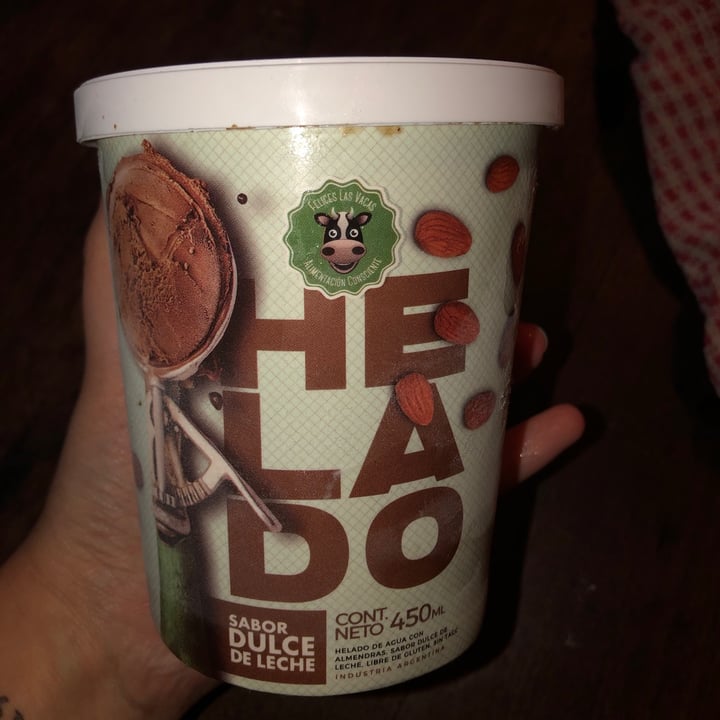 FELICES LAS VACAS
ALIMENTACIÓN CONSCIENTE
HE
LA
DO
SABOR
DULCE
DE LECHE
CONT.
NETO 450ML
HELADO DE AGUA CON
ALMENDRAS, SABOR DULCE DE
LECHE, LIBRE DE GLUTEN, SIN TACC
INDUSTRIA ARGENTINA